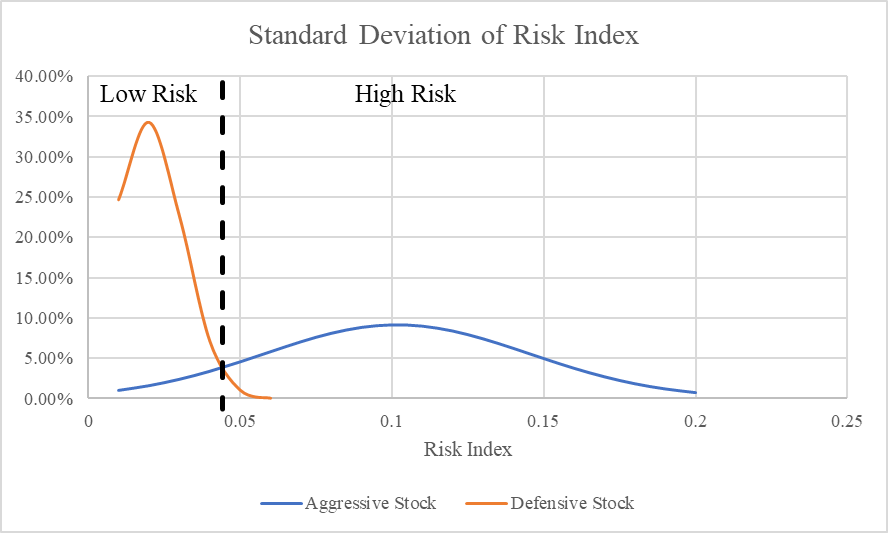 Standard Deviation of Risk Index
40.00%
Low Risk
High Risk
35.00%
30.00%
25.00%
20.00%
15.00%
10.00%
5.00%
0.00%
0
0.05
0.1
0.15
0.2
0.25
Risk Index
Aggressive Stock
Defensive Stock